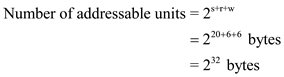 Number of addressable units = 2^{s+r+w}
= 2^{20+6+6} bytes
= 2^{32} bytes